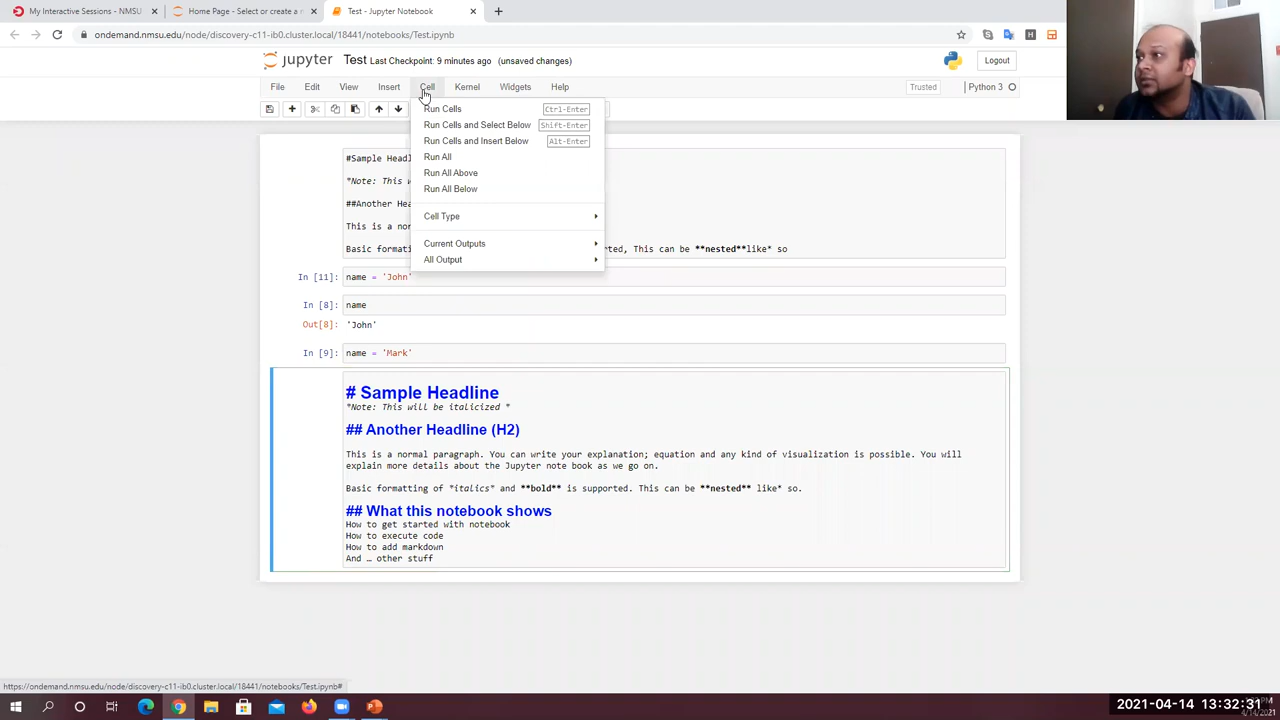 My Interactive Sessions - NMSU
Home Page - Select or create a n
Test - Jupyter Notebook
ondemand.nmsu.edu/node/discovery-c11-ib0.cluster.local/18441/notebooks/Test.ipynb
jupyter Test Last Checkpoint: 9 minutes ago (unsaved changes)
Logout
File Edit View Insert Cell Kernel Widgets Help
Trusted
Python 3
Run Cells Ctrl-Enter
Run Cells and Select Below Shift-Enter
Run Cells and Insert Below Alt-Enter
Run All
Run All Above
Run All Below
Cell Type
Current Outputs
All Output
#Sample Headl
*Note: This w
##Another Hea
This is a nor
Basic formati
rted, This can be **nested**like* so
In [11]: name = 'John'
In [8]: name
Out[8]: 'John'
In [9]: name = 'Mark'
# Sample Headline
*Note: This will be italicized *
## Another Headline (H2)
This is a normal paragraph. You can write your explanation; equation and any kind of visualization is possible. You will
explain more details about the Jupyter note book as we go on.
Basic formatting of *italics* and **bold** is supported. This can be **nested** like* so.
## What this notebook shows
How to get started with notebook
How to execute code
How to add markdown
And … other stuff
https://ondemand.nmsu.edu/node/discovery-c11-ib0.cluster.local/18441/notebooks/Test.ipynb#
2021-04-14 13:32:31